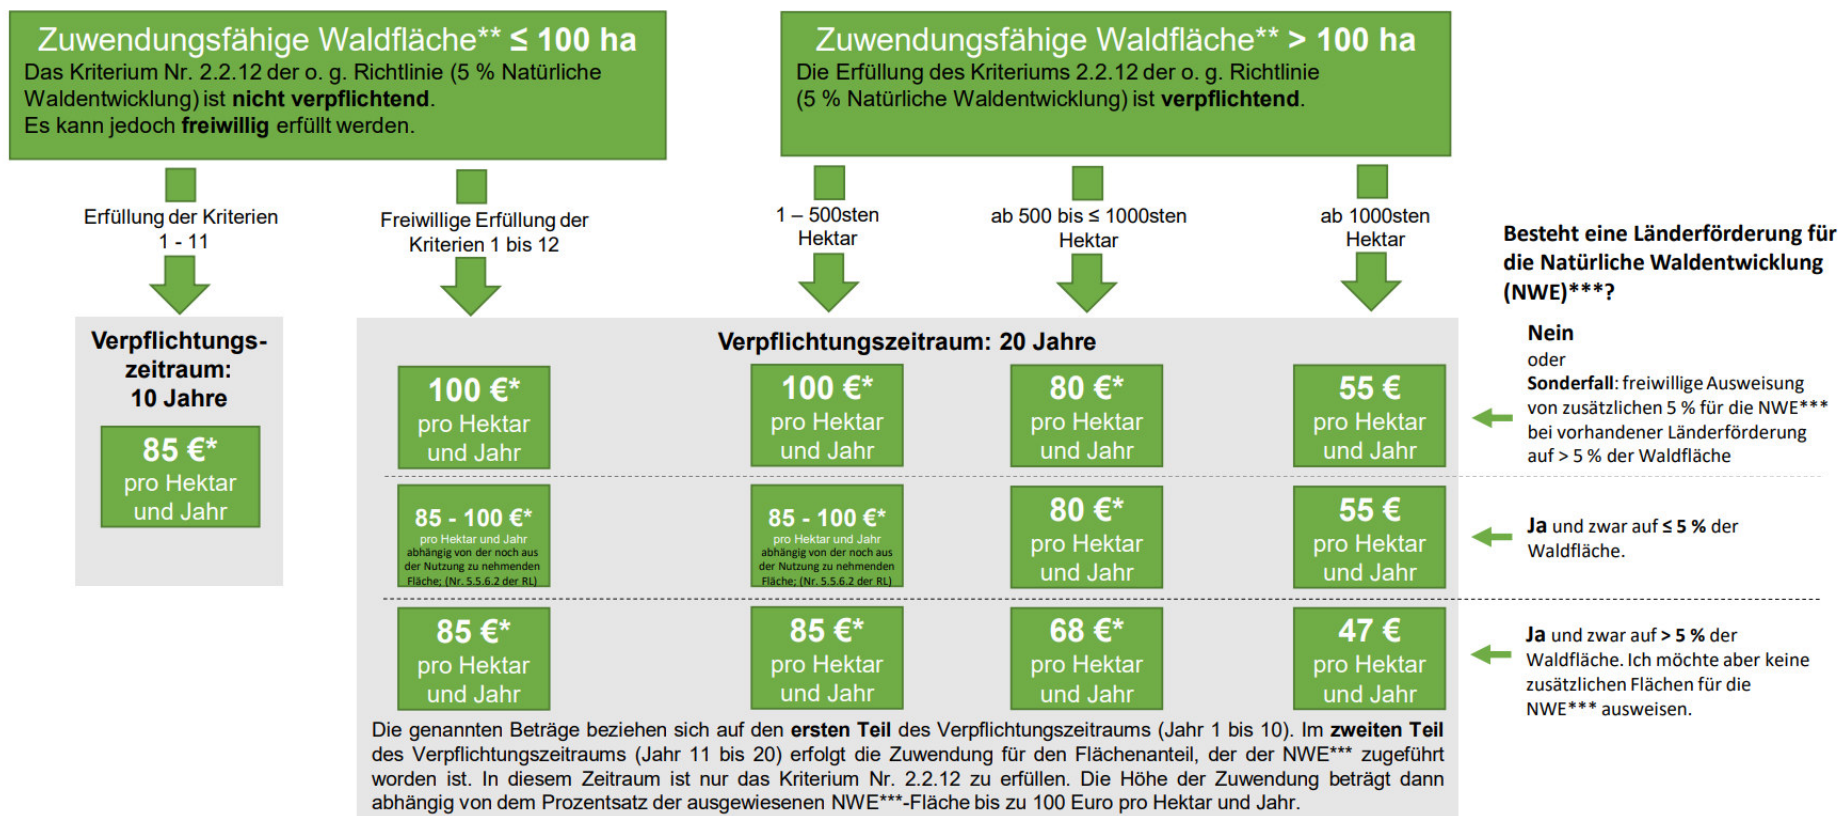 Zuwendungsfähige Waldfläche** ≤ 100 ha
Das Kriterium Nr. 2.2.12 der o. g. Richtlinie (5 % Natürliche
Waldentwicklung) ist nicht verpflichtend.
Es kann jedoch freiwillig erfüllt werden.
Zuwendungsfähige Waldfläche** > 100 ha
Die Erfüllung des Kriteriums 2.2.12 der o. g. Richtlinie
(5 % Natürliche Waldentwicklung) ist verpflichtend.
Erfüllung der Kriterien
1 - 11
Freiwillige Erfüllung der
Kriterien 1 bis 12
1 – 500sten
Hektar
ab 500 bis ≤ 1000sten
Hektar
ab 1000sten
Hektar
Besteht eine Länderförderung für
die Natürliche Waldentwicklung
(NWE)***?
Verpflichtungs-
zeitraum:
10 Jahre
85 €*
pro Hektar
und Jahr
Verpflichtungszeitraum: 20 Jahre
100 €*
pro Hektar
und Jahr
100 €*
pro Hektar
und Jahr
80 €*
pro Hektar
und Jahr
55 €
pro Hektar
und Jahr
Nein
oder
Sonderfall: freiwillige Ausweisung
von zusätzlichen 5 % für die NWE***
bei vorhandener Länderförderung
auf > 5 % der Waldfläche
85 - 100 €*
pro Hektar und Jahr
abhängig von der noch aus
der Nutzung zu nehmenden
Fläche; (Nr. 5.5.6.2 der RL)
85 - 100 €*
pro Hektar und Jahr
abhängig von der noch aus
der Nutzung zu nehmenden
Fläche; (Nr. 5.5.6.2 der RL)
80 €*
pro Hektar
und Jahr
55 €
pro Hektar
und Jahr
Ja und zwar auf ≤ 5 % der
Waldfläche.
85 €*
pro Hektar
und Jahr
85 €*
pro Hektar
und Jahr
68 €*
pro Hektar
und Jahr
47 €
pro Hektar
und Jahr
Ja und zwar auf > 5 % der
Waldfläche. Ich möchte aber keine
zusätzlichen Flächen für die
NWE*** ausweisen.
Die genannten Beträge beziehen sich auf den ersten Teil des Verpflichtungszeitraums (Jahr 1 bis 10). Im zweiten Teil
des Verpflichtungszeitraums (Jahr 11 bis 20) erfolgt die Zuwendung für den Flächenanteil, der der NWE*** zugeführt
worden ist. In diesem Zeitraum ist nur das Kriterium Nr. 2.2.12 zu erfüllen. Die Höhe der Zuwendung beträgt dann
abhängig von dem Prozentsatz der ausgewiesenen NWE***-Fläche bis zu 100 Euro pro Hektar und Jahr.